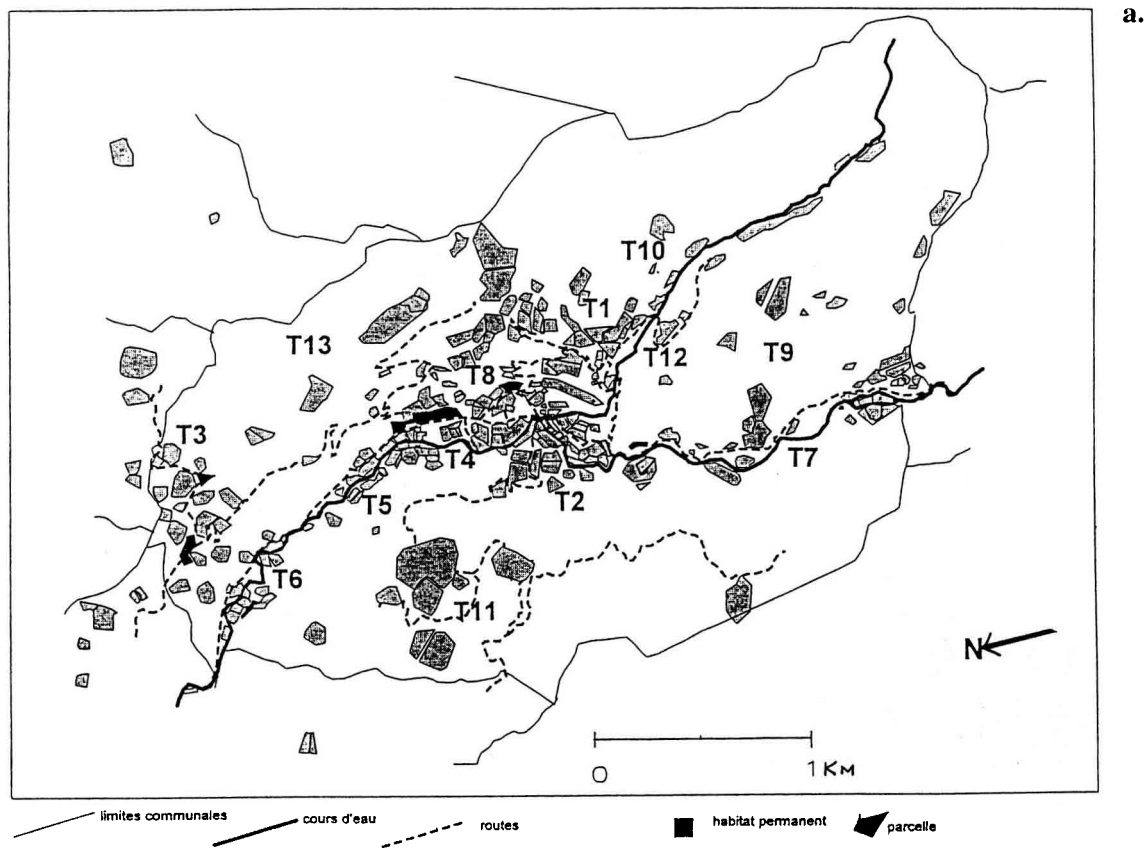 a.
T10
T1
T13
T12
T9
T8
T3
T4
T7
T5
T2
T6
T11
N
0
1 KM
limites communales
cours d'eau
routes
habitat permanent
parcelle